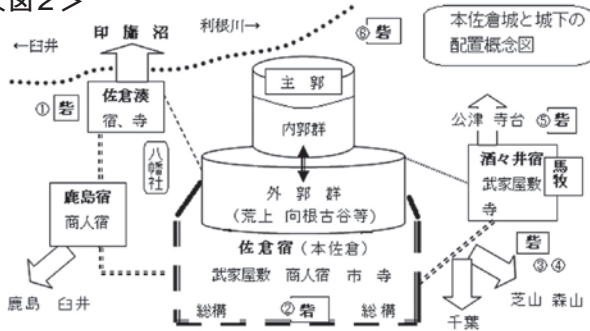 図2>
←臼井
印旛沼
利根川→
⑥ 砦
本佐倉城と城下の
配置概念図
① 砦
佐倉湊
宿、寺
八幡社
主 郭
内郭群
公津 寺台
⑤ 砦
酒々井宿
武家屋敷
寺
馬牧
鹿島宿
商人宿
外 郭 群
(荒上 向根古谷等)
佐倉宿(本佐倉)
武家屋敷 商人宿 市 寺
総構
② 砦
総構
砦
③④
鹿島 臼井
千葉
芝山 森山